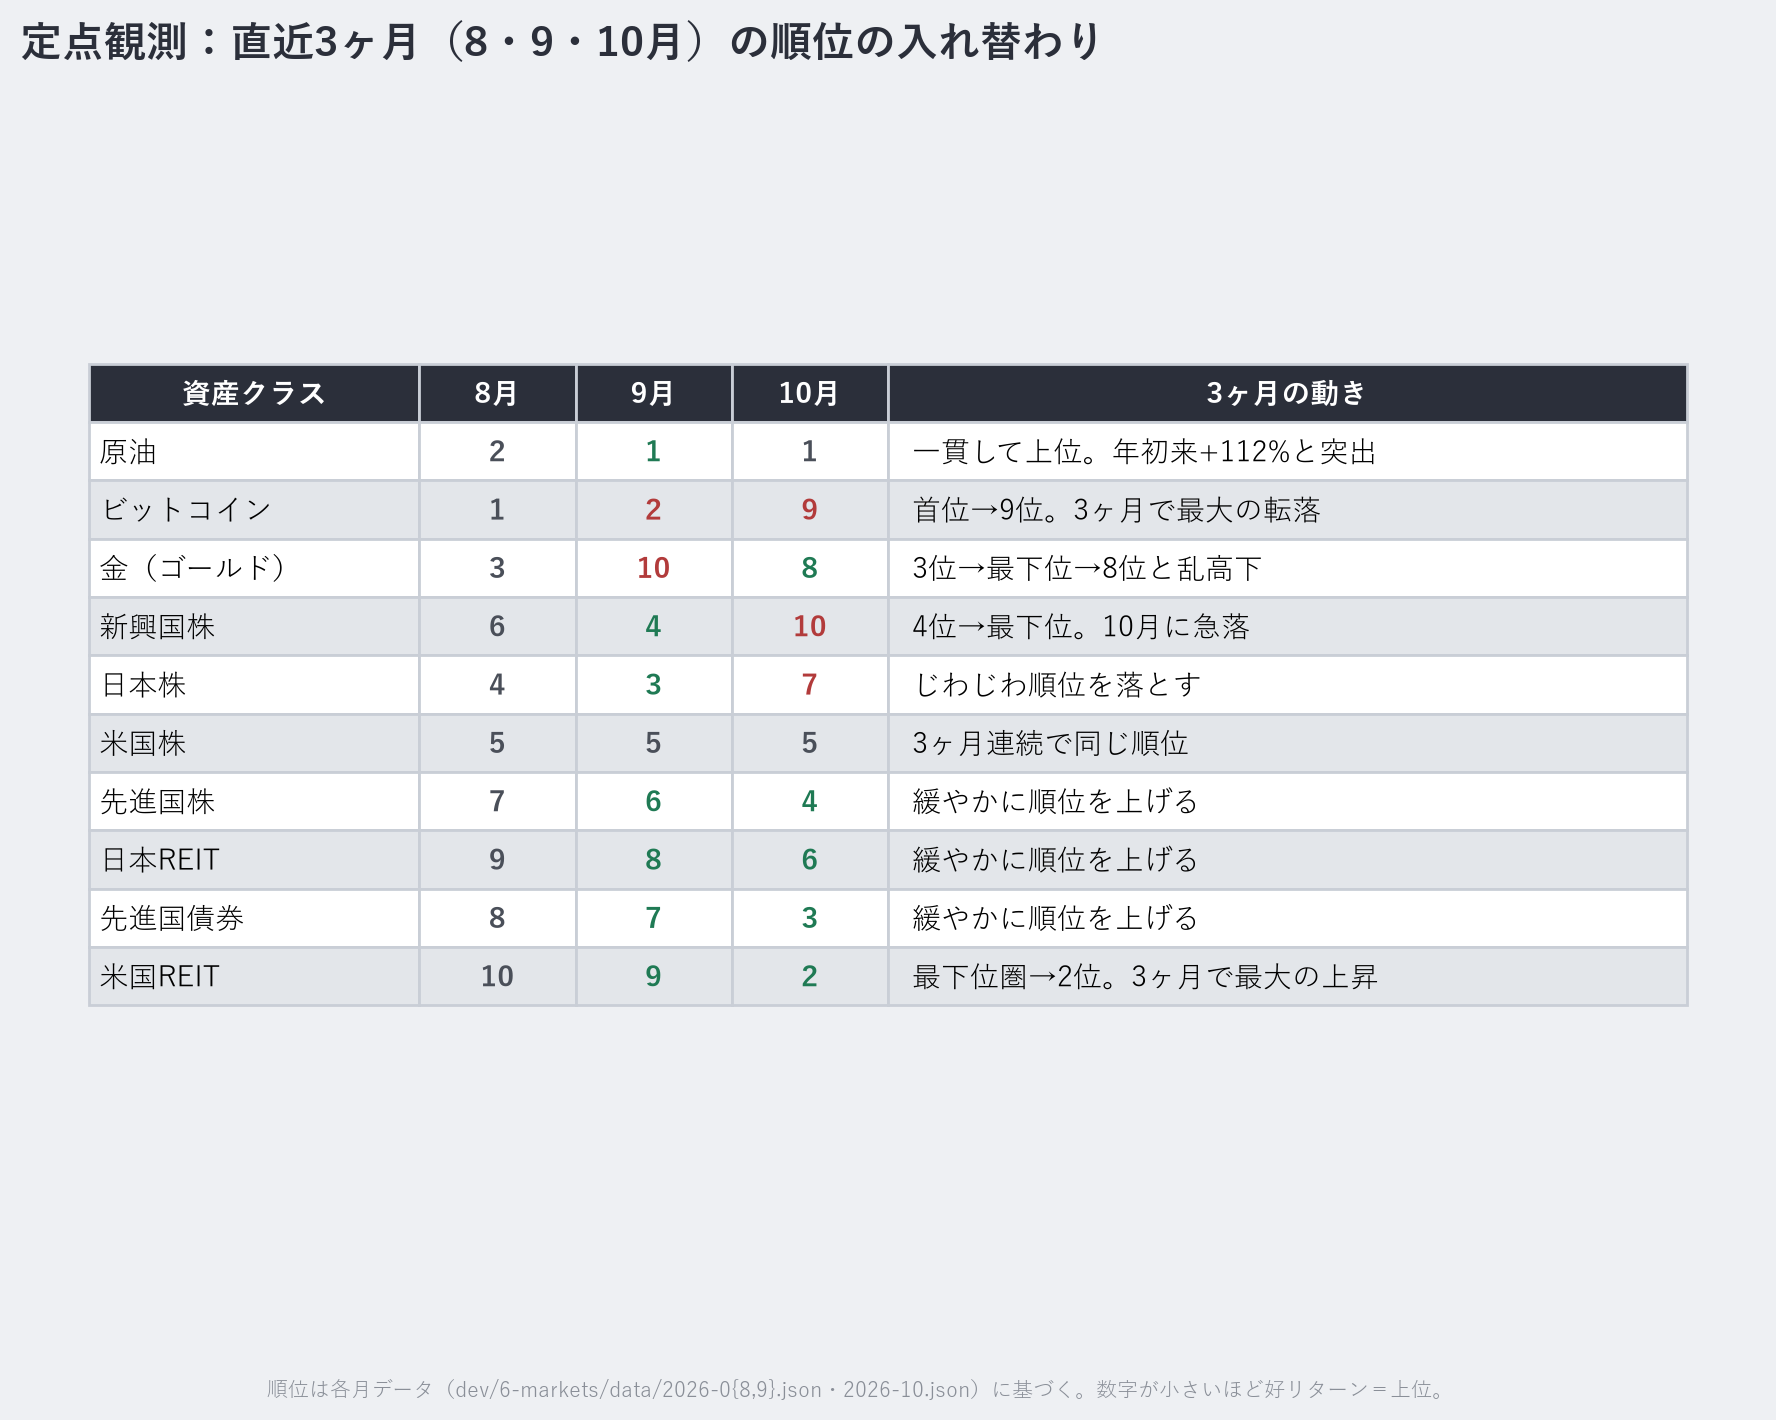 定点観測：直近3ヶ月（8・9・10月）の順位の入れ替わり
資産クラス 8月 9月 10月 3ヶ月の動き
原油 2 1 1 一貫して上位。年初来+112%と突出
ビットコイン 1 2 9 首位→9位。3ヶ月で最大の転落
金（ゴールド） 3 10 8 3位→最下位→8位と乱高下
新興国株 6 4 10 4位→最下位。10月に急落
日本株 4 3 7 じわじわ順位を落とす
米国株 5 5 5 3ヶ月連続で同じ順位
先進国株 7 6 4 緩やかに順位を上げる
日本REIT 9 8 6 緩やかに順位を上げる
先進国債券 8 7 3 緩やかに順位を上げる
米国REIT 10 9 2 最下位圏→2位。3ヶ月で最大の上昇
順位は各月データ（dev/6-markets/data/2026-0{8,9}.json・2026-10.json）に基づく。数字が小さいほど好リターン＝上位。